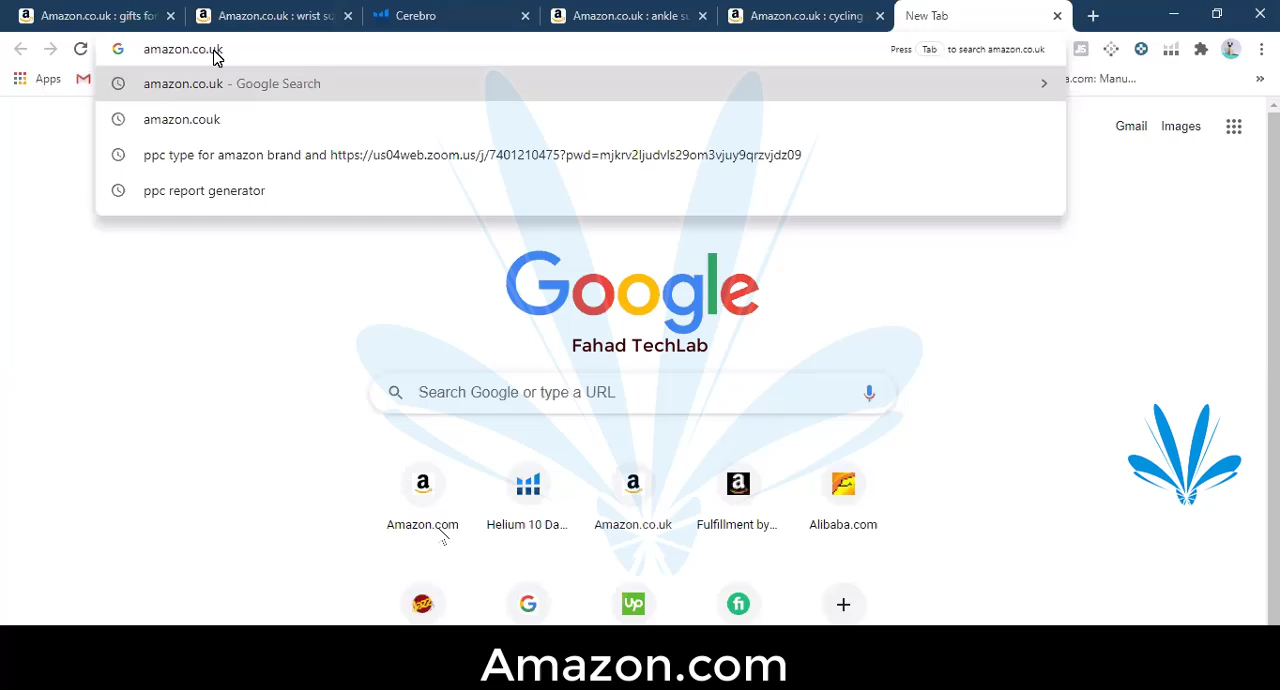 Amazon.co.uk : gifts for
Amazon.co.uk : wrist su
Cerebro
Amazon.co.uk : ankle su
Amazon.co.uk : cycling
New Tab
amazon.co.uk
Press Tab to search amazon.co.uk
Apps
a.com: Manu...
amazon.co.uk - Google Search
amazon.couk
ppc type for amazon brand and https://us04web.zoom.us/j/7401210475?pwd=mjkrv2ljudvls29om3vjuy9qrzvjdz09
ppc report generator
Gmail Images
Google
Fahad TechLab
Search Google or type a URL
Amazon.com
Helium 10 Da...
Amazon.co.uk
Fulfillment by...
Alibaba.com
Amazon.com